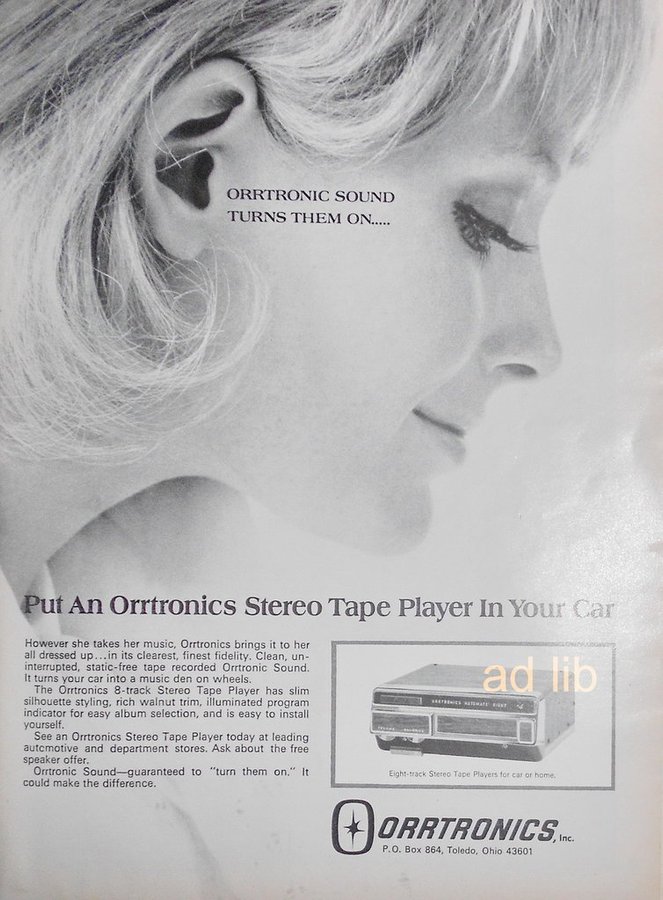 ORRTRONIC SOUND
TURNS THEM ON.....
Put An Orrtronics Stereo Tape Player In Your Car
However she takes her music, Orrtronics brings it to her
all dressed up...in its clearest, finest fidelity. Clean, un-
interrupted, static-free tape recorded Orrtronic Sound.
It turns your car into a music den on wheels.
The Orrtronics 8-track Stereo Tape Player has slim
silhouette styling, rich walnut trim, illuminated program
indicator for easy album selection, and is easy to install
yourself.
See an Orrtronics Stereo Tape Player today at leading
automotive and department stores. Ask about the free
speaker offer.
Orrtronic Sound—guaranteed to "turn them on." It
could make the difference.
ad lib
ORRTRONICS AUTOMATE EIGHT
VOLUME BALANCE
Eight-track Stereo Tape Players for car or home.
ORRTRONICS, Inc.
P.O. Box 864, Toledo, Ohio 43601